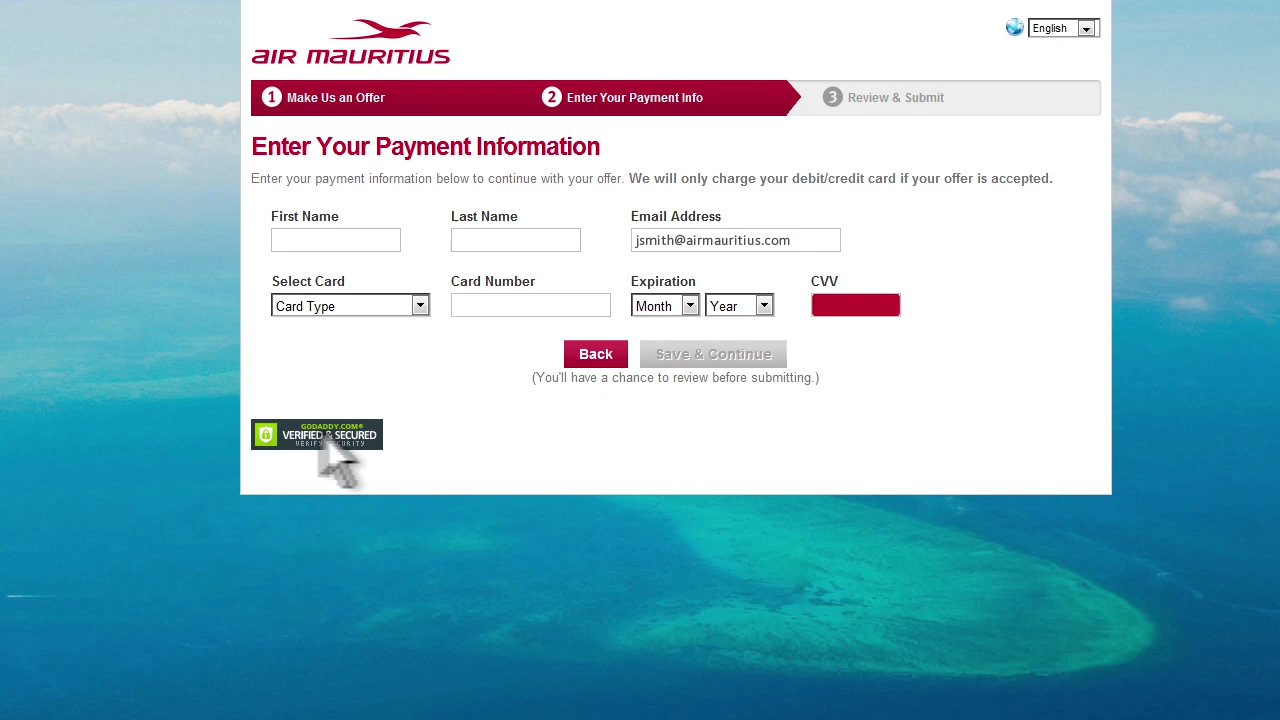 AIR MAURITIUS
English
1 Make Us an Offer
2 Enter Your Payment Info
3 Review & Submit
Enter Your Payment Information
Enter your payment information below to continue with your offer. We will only charge your debit/credit card if your offer is accepted.
First Name Last Name Email Address
jsmith@airmauritius.com
Select Card Card Number Expiration CVV
Card Type Month Year
Back Save & Continue
(You'll have a chance to review before submitting.)
GODADDY.COM®
VERIFIED & SECURED
VERIFY SECURITY